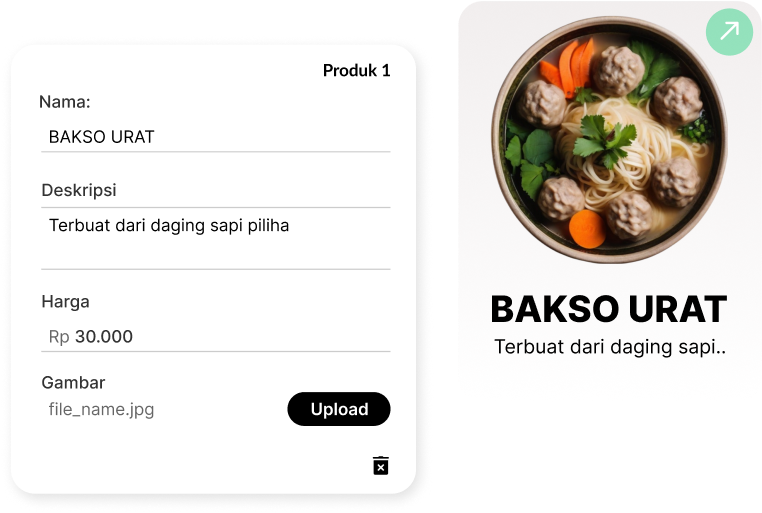 Produk 1
Nama:
BAKSO URAT
Deskripsi
Terbuat dari daging sapi piliha
Harga
Rp 30.000
Gambar
file_name.jpg
Upload
BAKSO URAT
Terbuat dari daging sapi..